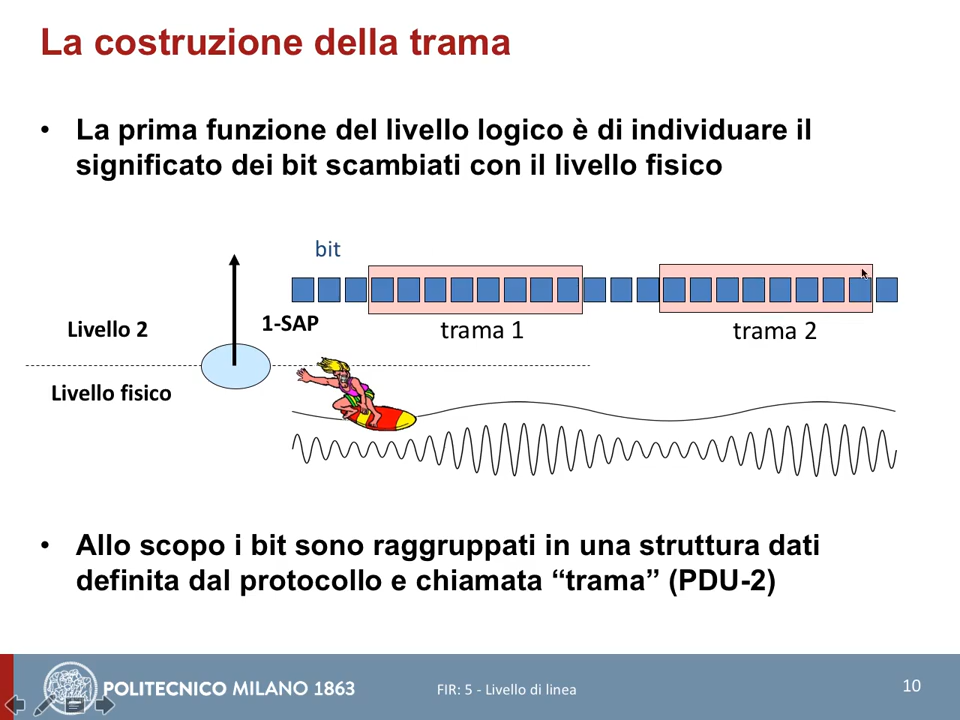 La costruzione della trama
• La prima funzione del livello logico è di individuare il
significato dei bit scambiati con il livello fisico
bit
Livello 2
1-SAP
trama 1
trama 2
Livello fisico
• Allo scopo i bit sono raggruppati in una struttura dati
definita dal protocollo e chiamata “trama” (PDU-2)
POLITECNICO MILANO 1863
FIR: 5 - Livello di linea
10